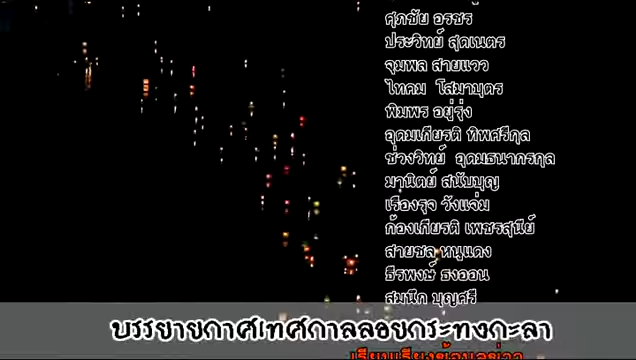 ศุภชัย อรชร
ประวิทย์ สุดเนตร
จุมพล สายแวว
ไทคม โสมาบุตร
พิมพร อยู่รุ่ง
อุดมเกียรติ ทิพศรีกุล
ช่วงวิทย์ อุดมธนากรกุล
มานิตย์ สนับบุญ
เรืองรุจ วังแจ่ม
ก้องเกียรติ เพชรสุนีย์
สายชล หนูแดง
ธีรพงษ์ ธงออน
สมนึก บุญศรี
บรรยายกาศเทศกาลลอยกระทงกะลา